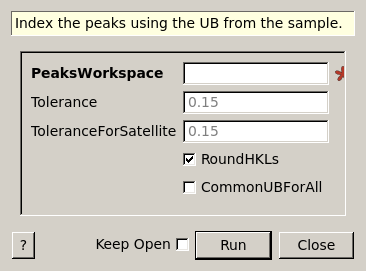 Index the peaks using the UB from the sample.
PeaksWorkspace *
Tolerance 0.15
ToleranceForSatellite 0.15
RoundHKLs
CommonUBForAll
? Keep Open Run Close